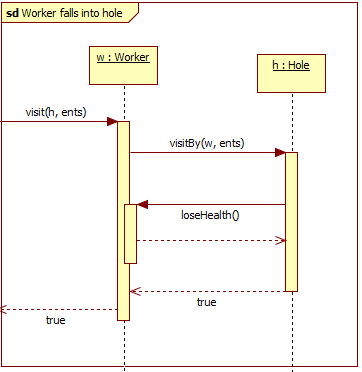 sd Worker falls into hole
w : Worker
h : Hole
visit(h, ents)
visitBy(w, ents)
loseHealth()
true
true